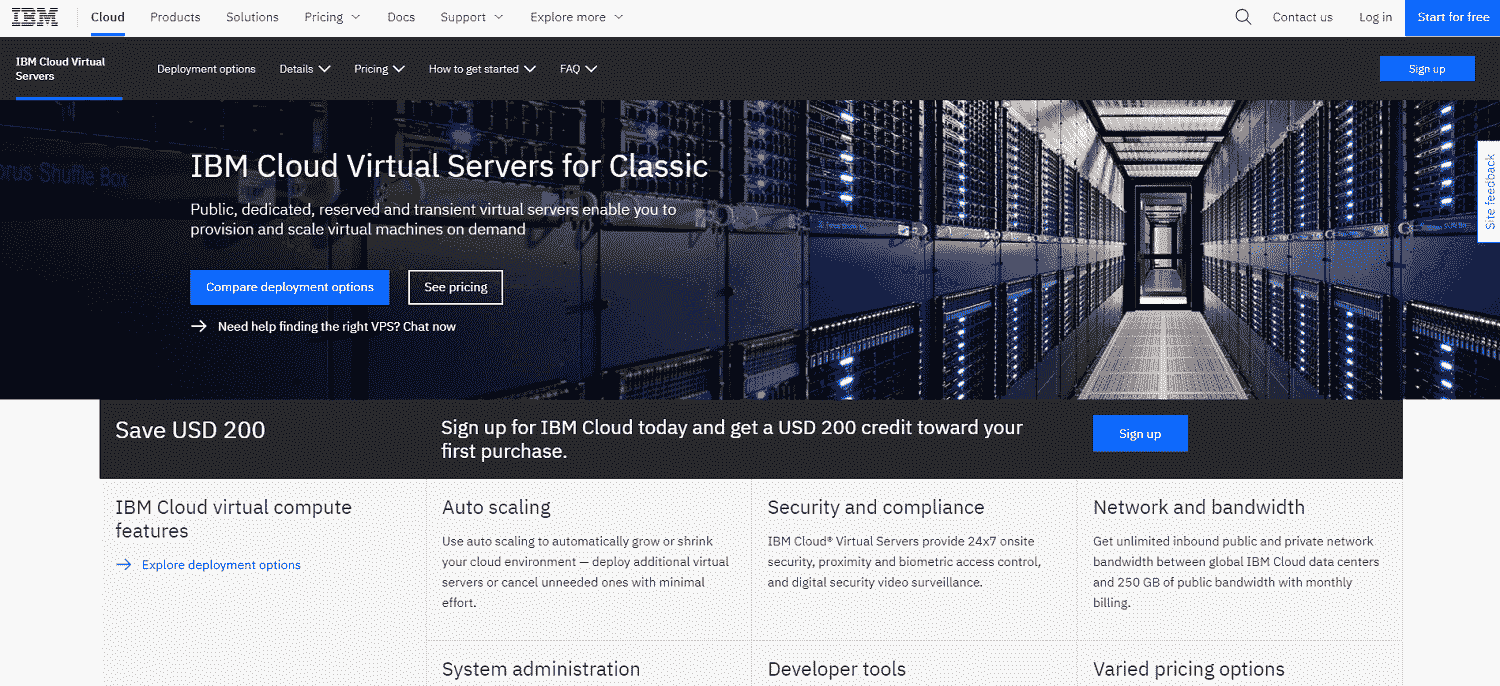 IBM Cloud Products Solutions Pricing Docs Support Explore more Contact us Log in Start for free
IBM Cloud Virtual
Servers
Deployment options Details Pricing How to get started FAQ Sign up
Site feedback
IBM Cloud Virtual Servers for Classic
Public, dedicated, reserved and transient virtual servers enable you to
provision and scale virtual machines on demand
Compare deployment options See pricing
Need help finding the right VPS? Chat now
Save USD 200
Sign up for IBM Cloud today and get a USD 200 credit toward your
first purchase.
Sign up
IBM Cloud virtual compute
features
Explore deployment options
Auto scaling
Use auto scaling to automatically grow or shrink
your cloud environment — deploy additional virtual
servers or cancel unneeded ones with minimal
effort.
Security and compliance
IBM Cloud® Virtual Servers provide 24x7 onsite
security, proximity and biometric access control,
and digital security video surveillance.
Network and bandwidth
Get unlimited inbound public and private network
bandwidth between global IBM Cloud data centers
and 250 GB of public bandwidth with monthly
billing.
System administration
Developer tools
Varied pricing options